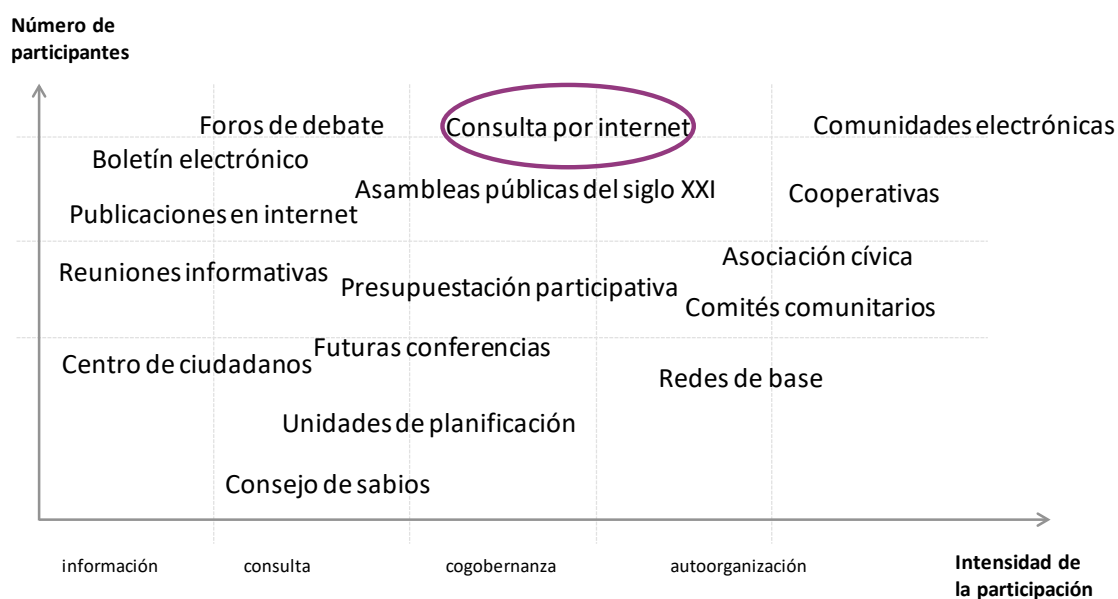 Número de
participantes
Foros de debate
Consulta por internet
Comunidades electrónicas
Boletín electrónico
Asambleas públicas del siglo XXI
Cooperativas
Publicaciones en internet
Reuniones informativas
Asociación cívica
Presupuestación participativa
Comités comunitarios
Futuras conferencias
Centro de ciudadanos
Redes de base
Unidades de planificación
Consejo de sabios
información
consulta
cogobernanza
autoorganización
Intensidad de
la participación